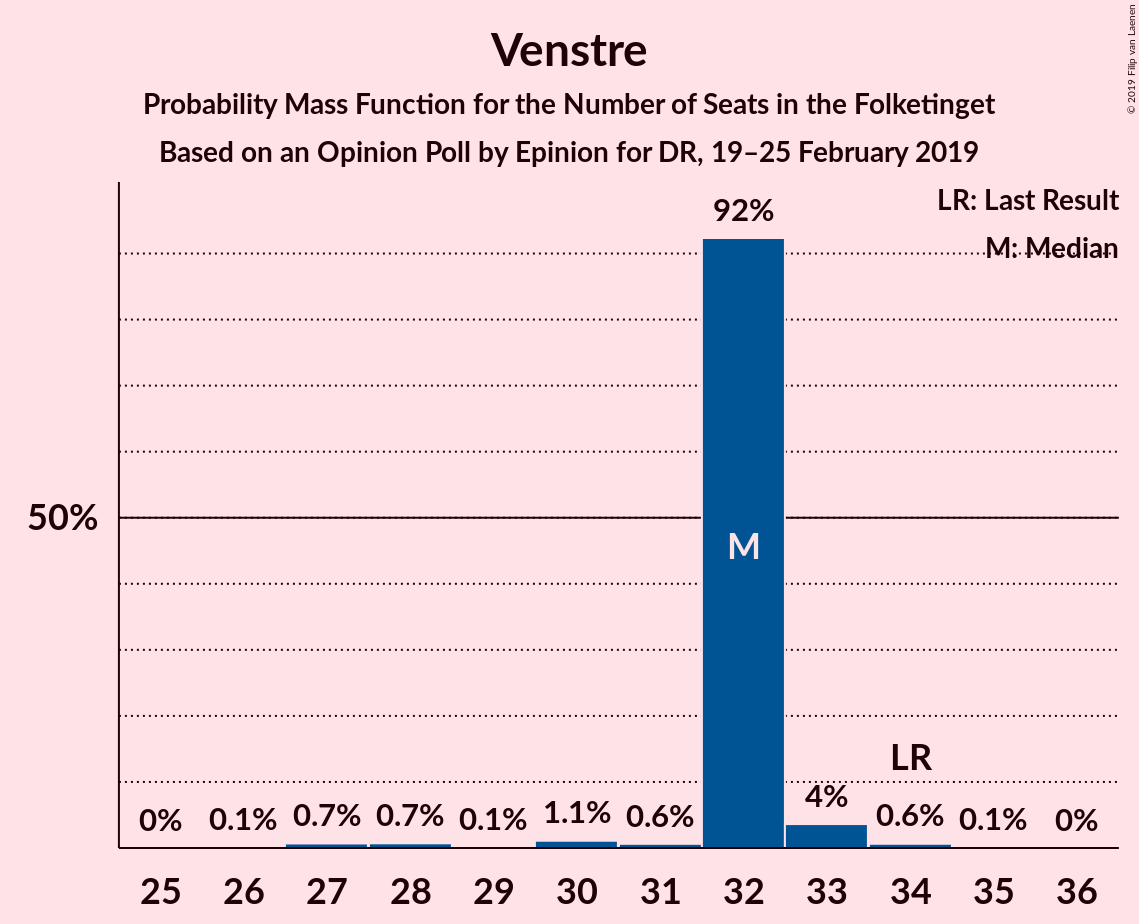 Venstre
Probability Mass Function for the Number of Seats in the Folketinget
Based on an Opinion Poll by Epinion for DR, 19–25 February 2019
© 2019 Filip van Laenen
LR: Last Result
M: Median
92%
50%
M
LR
0% 0.1% 0.7% 0.7% 0.1% 1.1% 0.6% 4% 0.6% 0.1% 0%
25 26 27 28 29 30 31 32 33 34 35 36